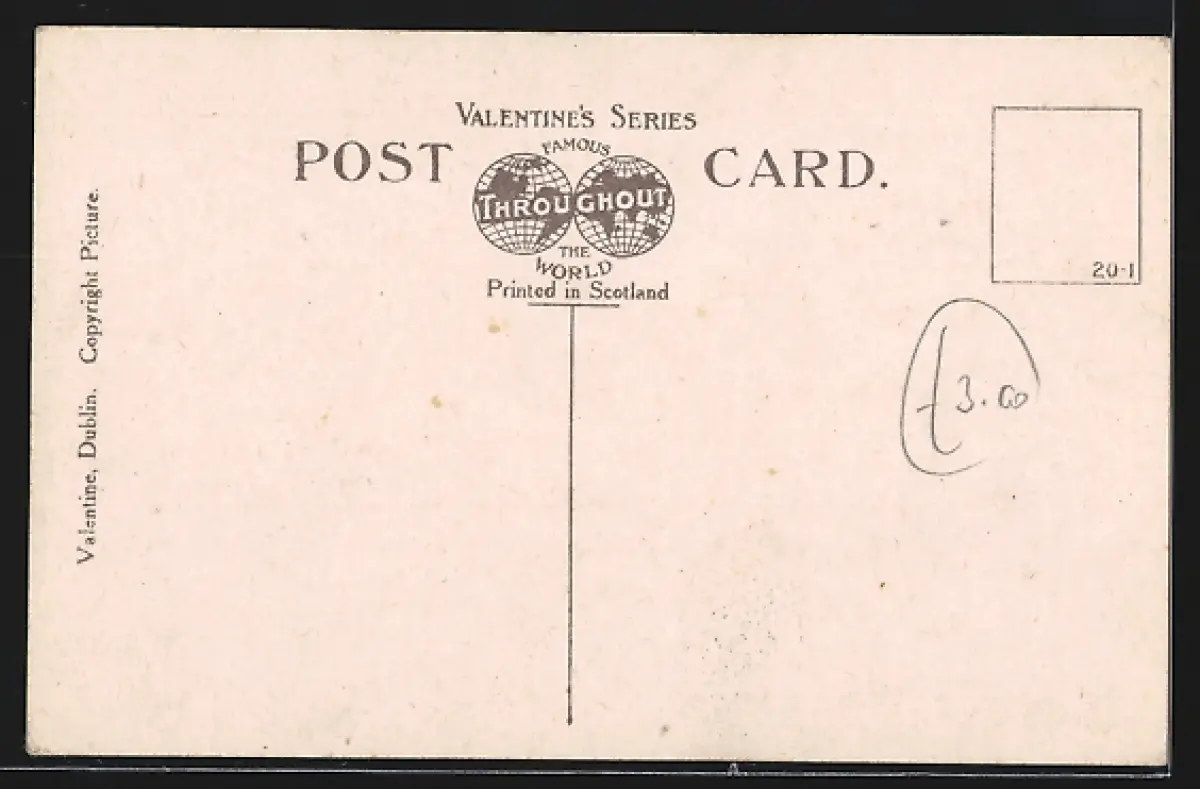 VALENTINE'S SERIES
POST CARD.
FAMOUS
THROUGHOUT
THE
WORLD
Printed in Scotland
20-1
£3.00
Valentine, Dublin. Copyright Picture.